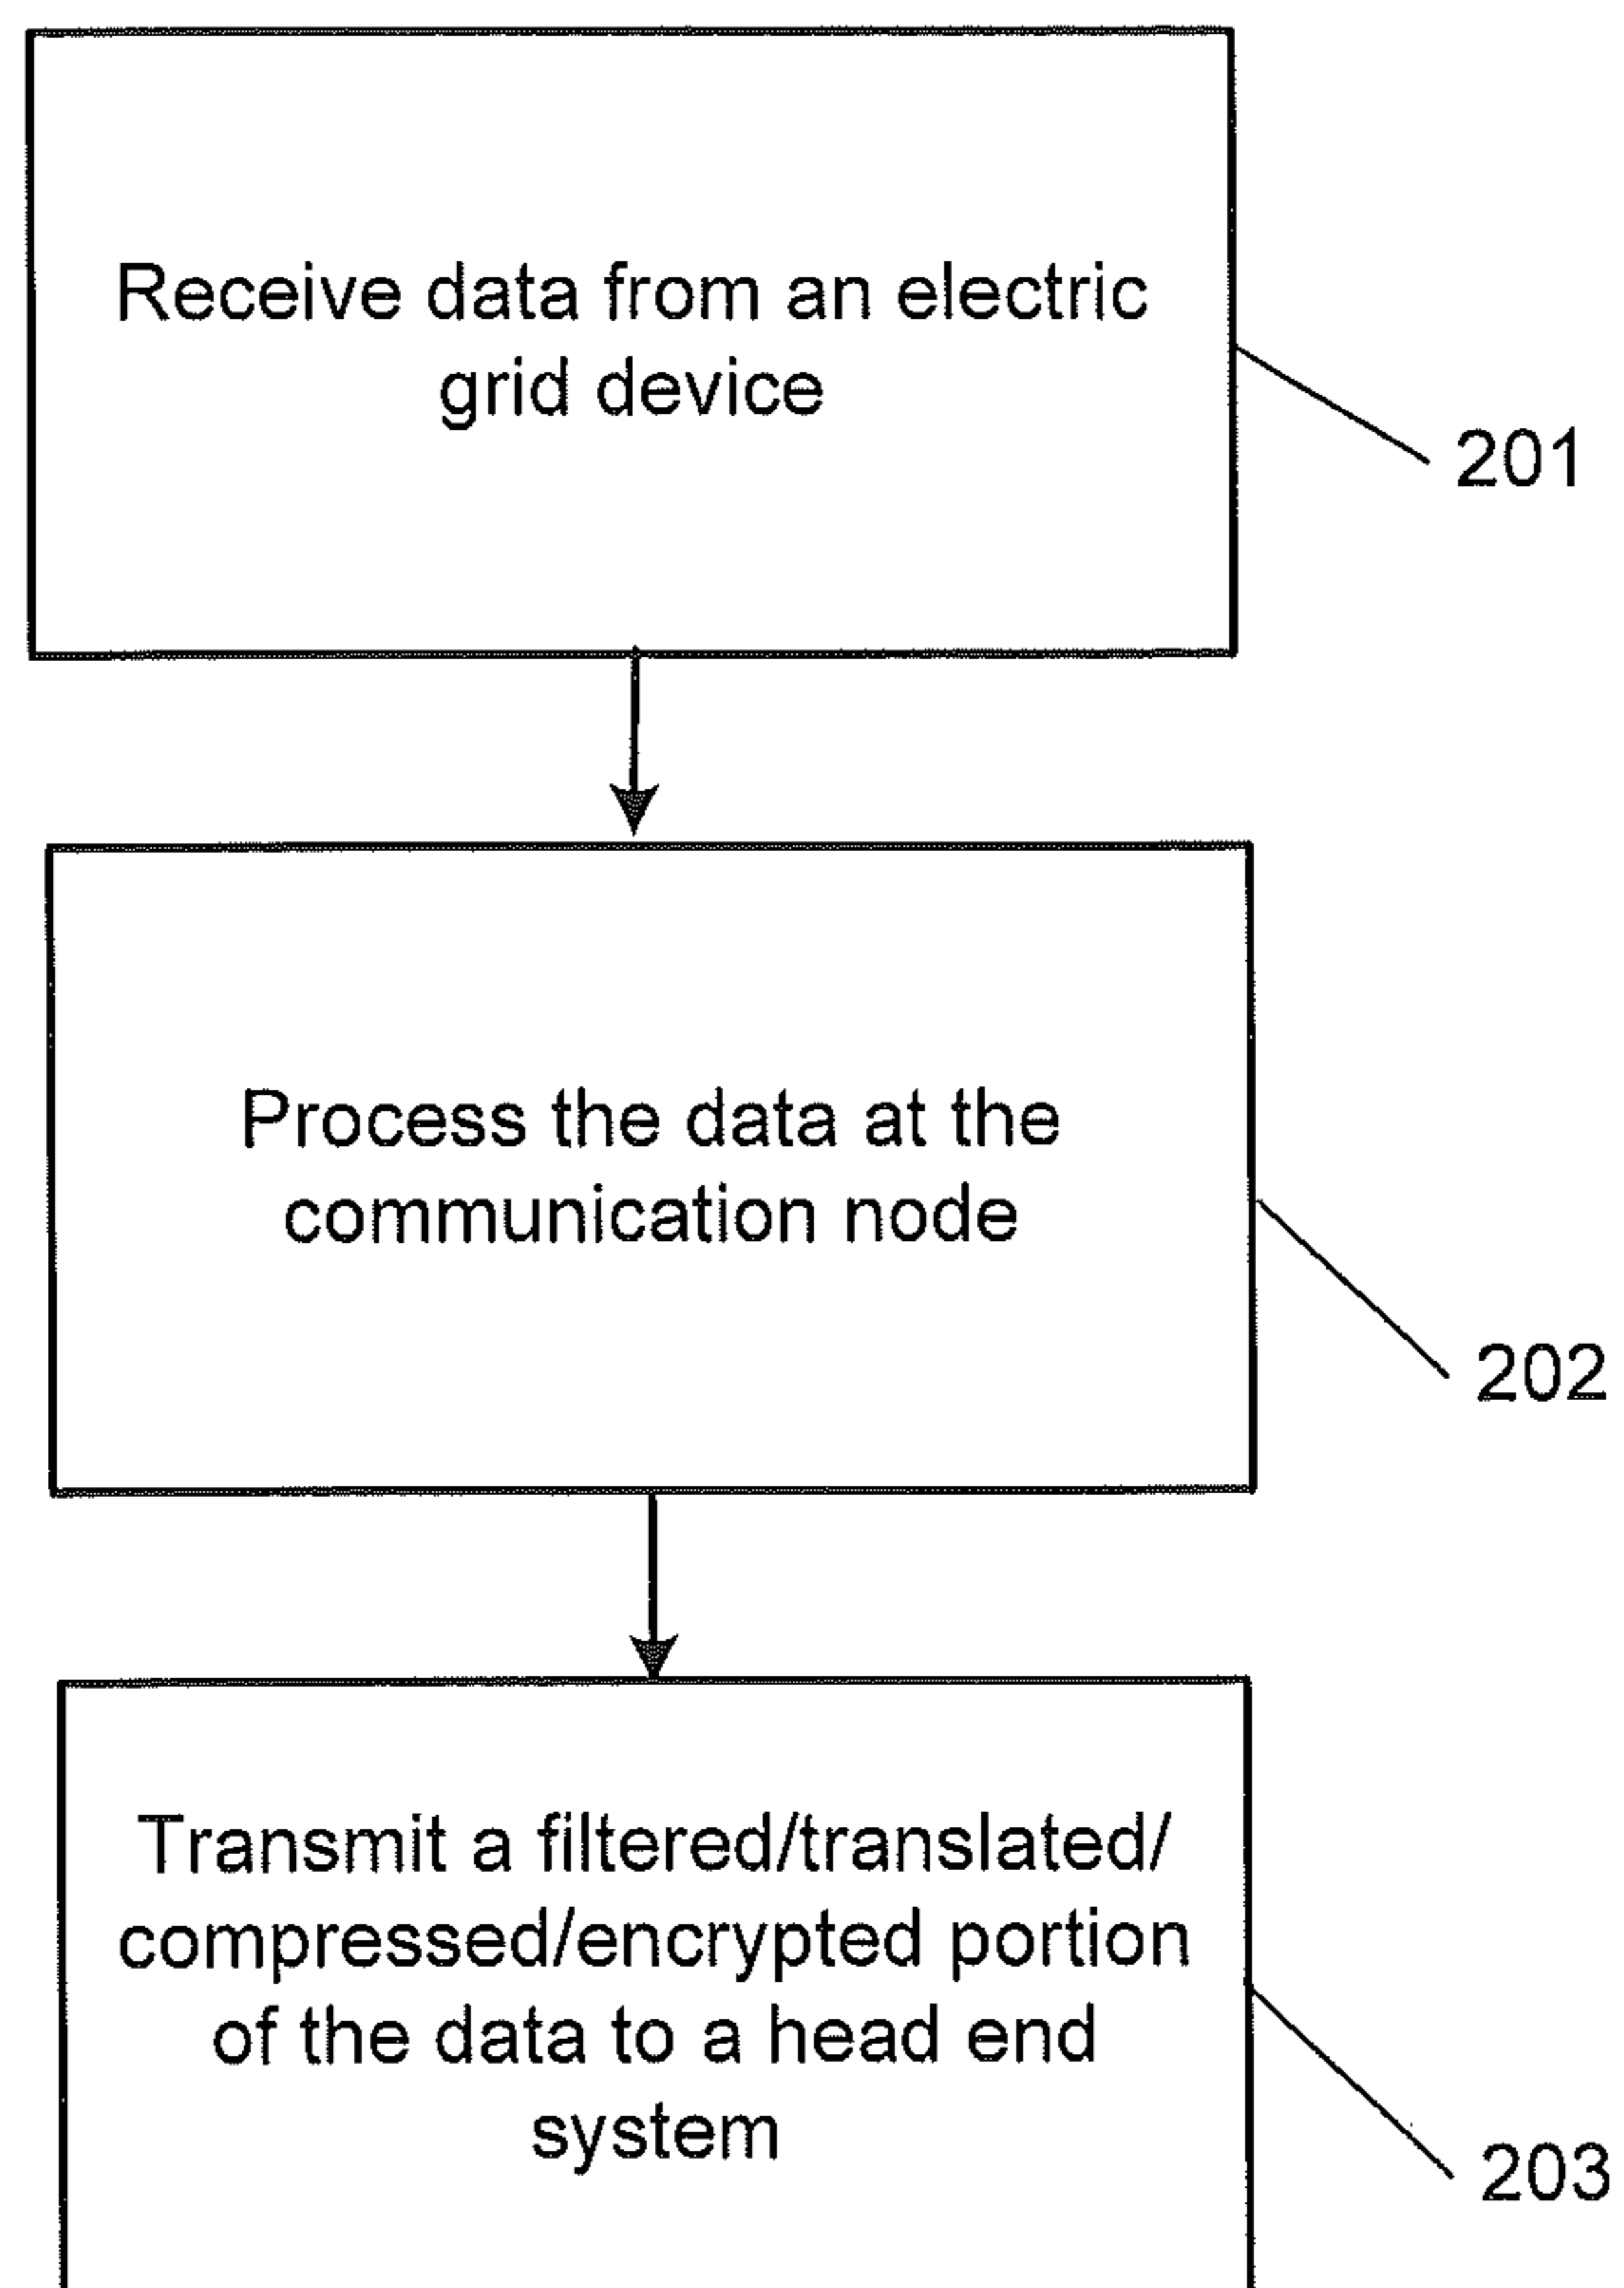 Receive data from an electric
grid device
201
Process the data at the
communication node
202
Transmit a filtered/translated/
compressed/encrypted portion
of the data to a head end
system
203